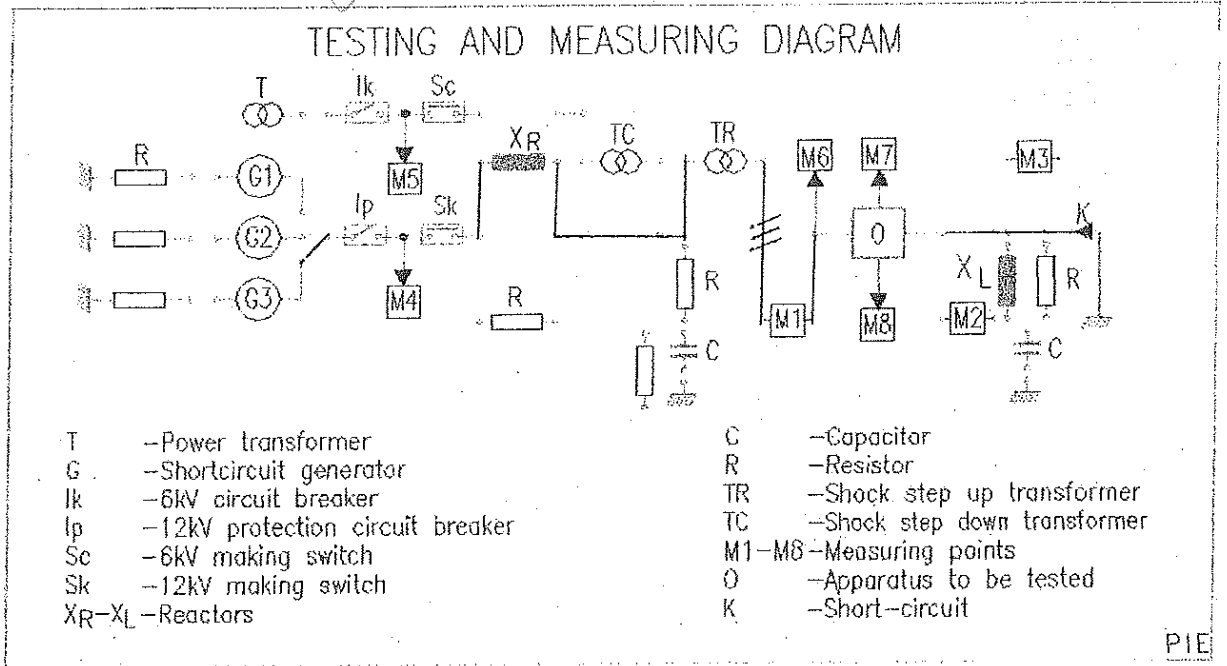 TESTING AND MEASURING DIAGRAM
T
Ik
Sc
XR
TC
TR
M6
M7
M3
R
G1
M5
Ip
Sk
K
G2
O
G3
M4
R
R
M1
M8
XL
M2
R
C
C
T -Power transformer
G -Shortcircuit generator
Ik -6kV circuit breaker
Ip -12kV protection circuit breaker
Sc -6kV making switch
Sk -12kV making switch
XR-XL-Reactors
C -Capacitor
R -Resistor
TR -Shock step up transformer
TC -Shock step down transformer
M1-M8-Measuring points
O -Apparatus to be tested
K -Short-circuit
PIE